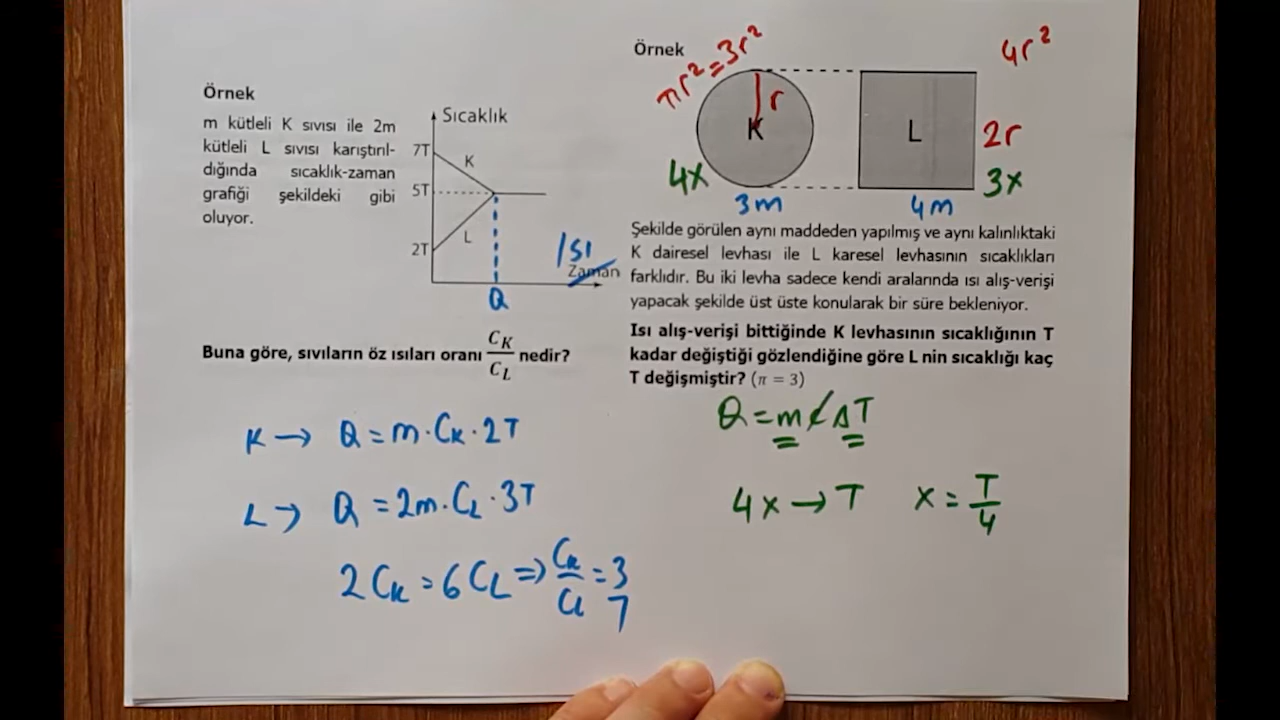 Örnek
m kütleli K sıvısı ile 2m
kütleli L sıvısı karıştırıl-
dığında sıcaklık-zaman
grafiği şekildeki gibi
oluyor.
Sıcaklık
7T
K
5T
L
2T
Isı
Zaman
Q
Buna göre, sıvıların öz ısıları oranı C_K/C_L nedir?
K → Q = m·C_K·2T
L → Q = 2m·C_L·3T
2C_K = 6C_L ⇒ C_K/C_L = 3/7
Örnek
πr² = 3r²
4r²
r
K
L
2r
4x
3x
3m
4m
Şekilde görülen aynı maddeden yapılmış ve aynı kalınlıktaki
K dairesel levhası ile L karesel levhasının sıcaklıkları
farklıdır. Bu iki levha sadece kendi aralarında ısı alış-verişi
yapacak şekilde üst üste konularak bir süre bekleniyor.
Isı alış-verişi bittiğinde K levhasının sıcaklığının T
kadar değiştiği gözlendiğine göre L nin sıcaklığı kaç
T değişmiştir? (π = 3)
Q = m c ΔT
4x → T x = T/4